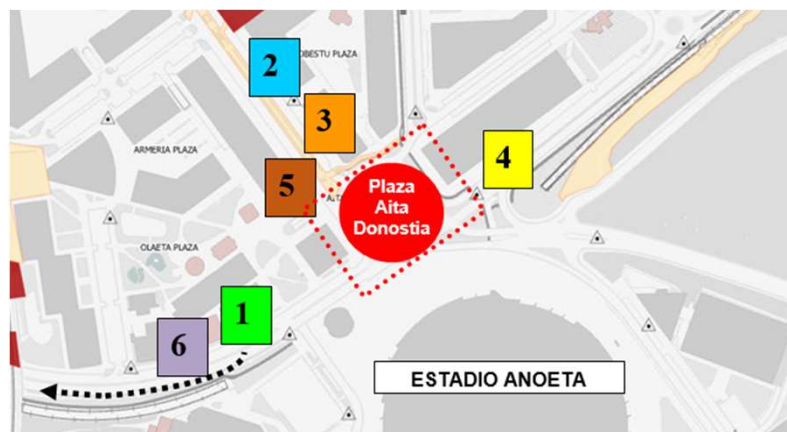 OBESTU PLAZA
2
3
ARMERIA PLAZA
4
5
Plaza
Aita
Donostia
OLAETA PLAZA
1
6
ESTADIO ANOETA